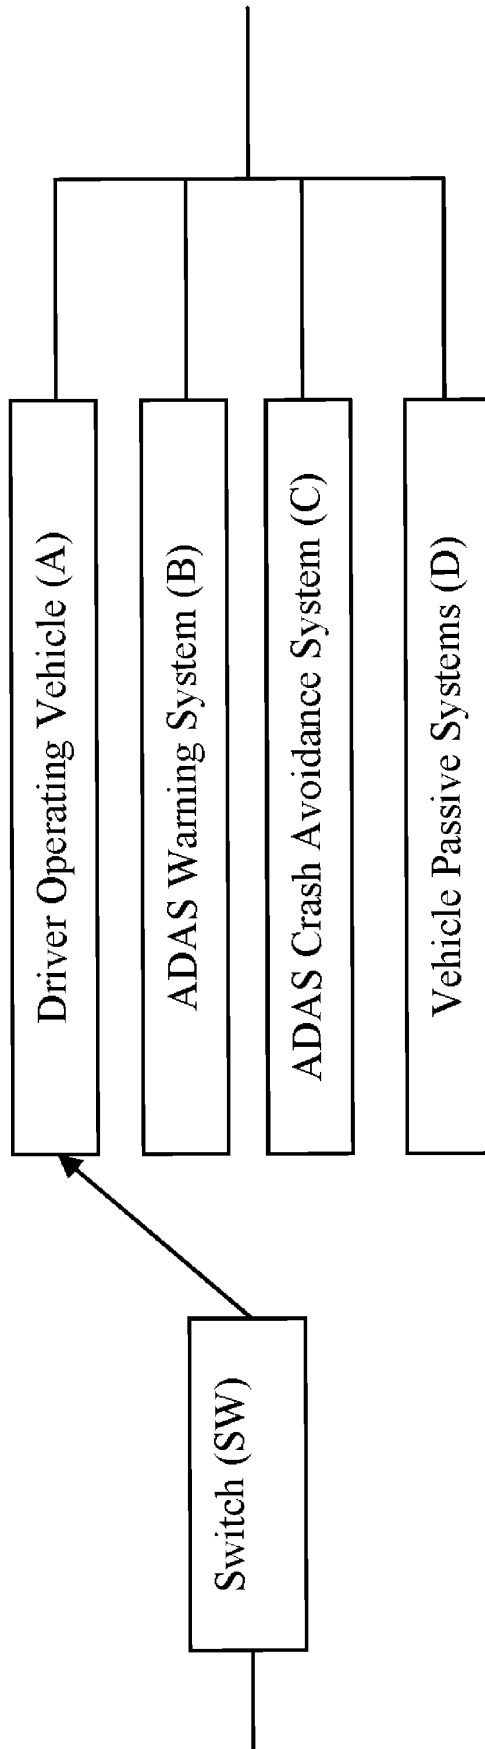 Switch (SW)
Driver Operating Vehicle (A)
ADAS Warning System (B)
ADAS Crash Avoidance System (C)
Vehicle Passive Systems (D)